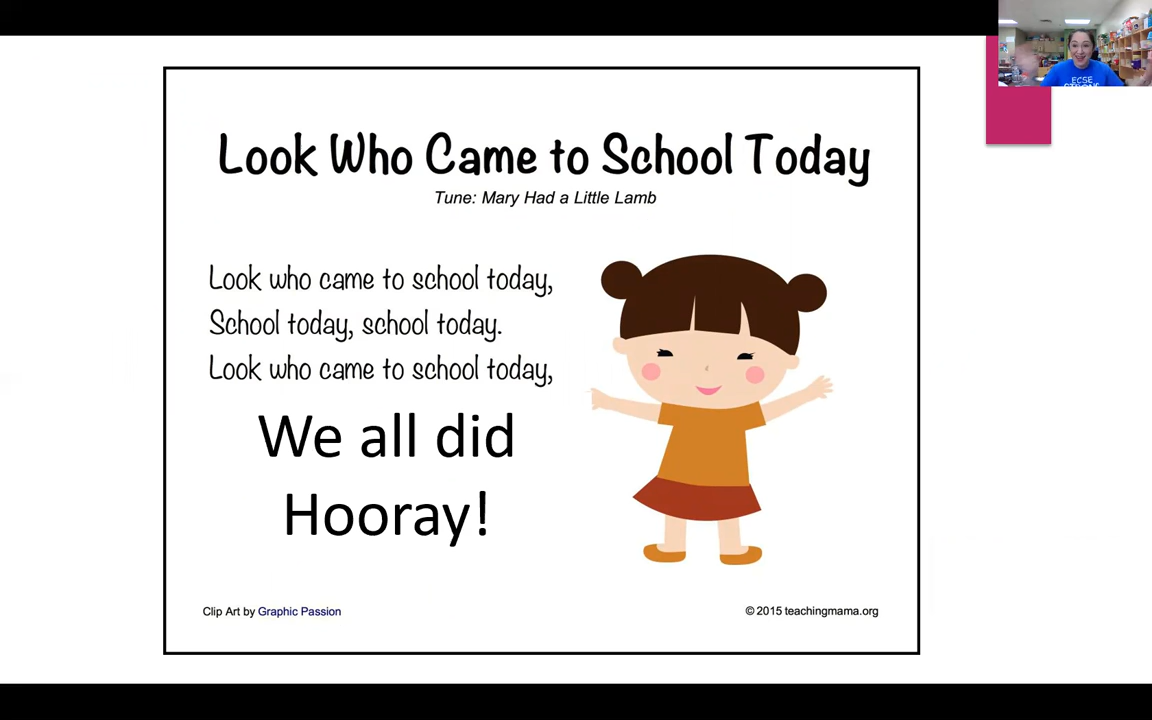 Look Who Came to School Today
Tune: Mary Had a Little Lamb
Look who came to school today,
School today, school today.
Look who came to school today,
We all did
Hooray!
Clip Art by Graphic Passion
© 2015 teachingmama.org
ECSE